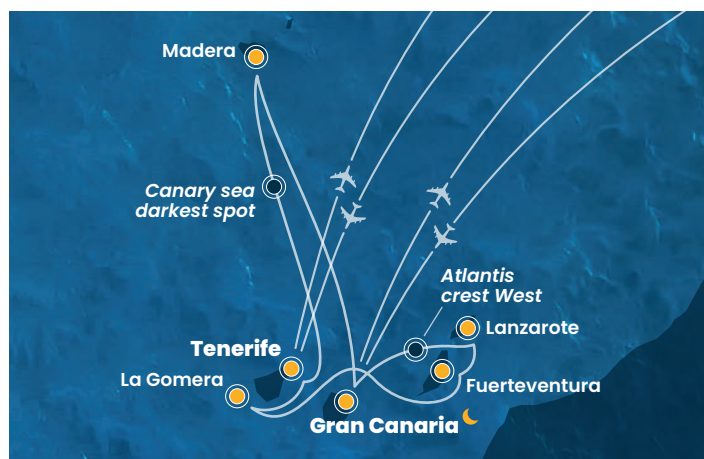 Madera
Canary sea
darkest spot
Atlantis
crest West
Lanzarote
Tenerife
La Gomera
Fuerteventura
Gran Canaria